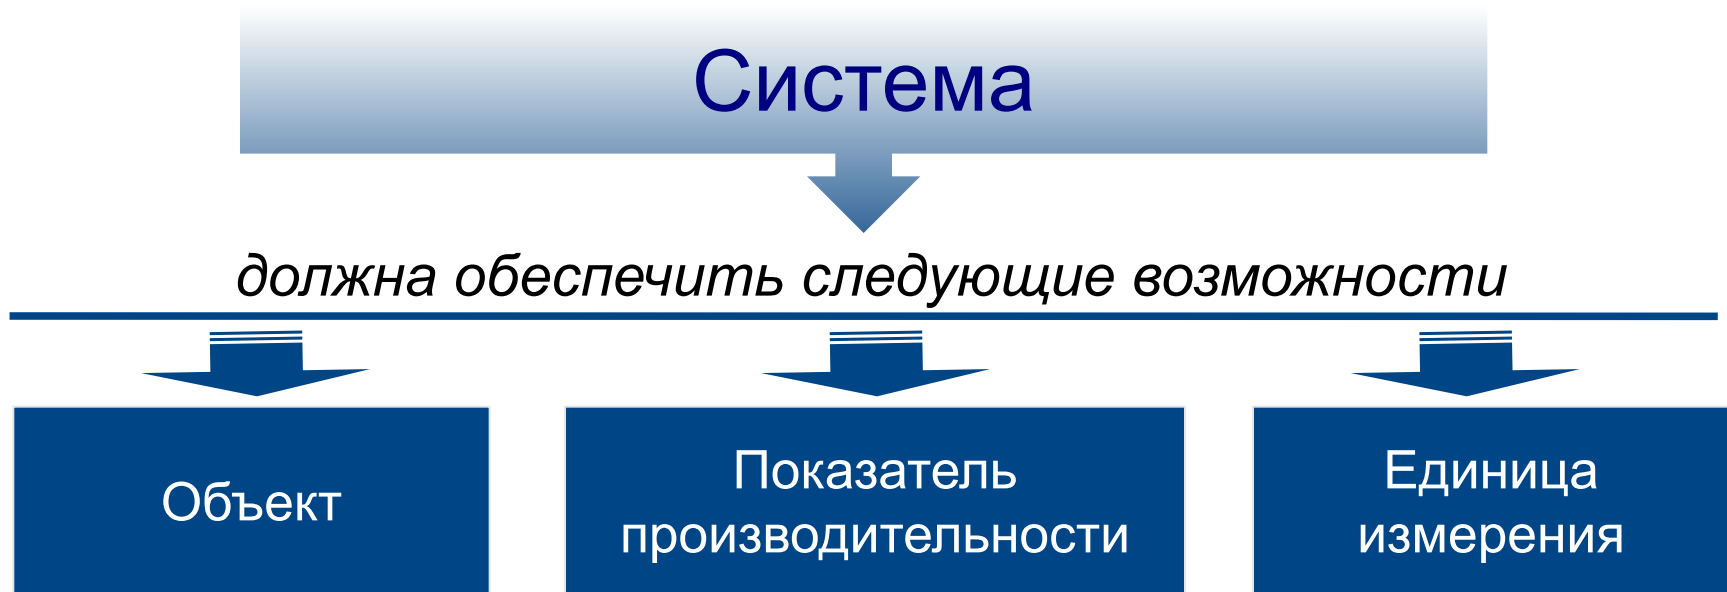 Система
должна обеспечить следующие возможности
Объект
Показатель
производительности
Единица
измерения